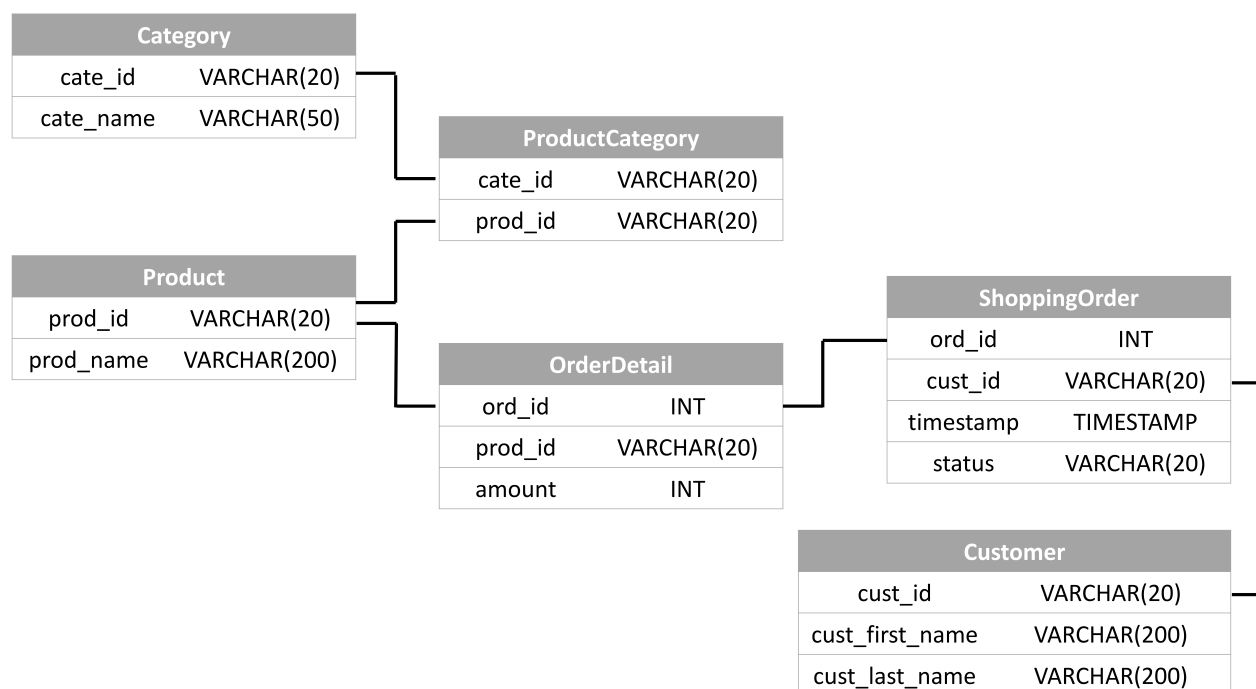 Category
cate_id VARCHAR(20)
cate_name VARCHAR(50)
ProductCategory
cate_id VARCHAR(20)
prod_id VARCHAR(20)
Product
prod_id VARCHAR(20)
prod_name VARCHAR(200)
OrderDetail
ord_id INT
prod_id VARCHAR(20)
amount INT
ShoppingOrder
ord_id INT
cust_id VARCHAR(20)
timestamp TIMESTAMP
status VARCHAR(20)
Customer
cust_id VARCHAR(20)
cust_first_name VARCHAR(200)
cust_last_name VARCHAR(200)